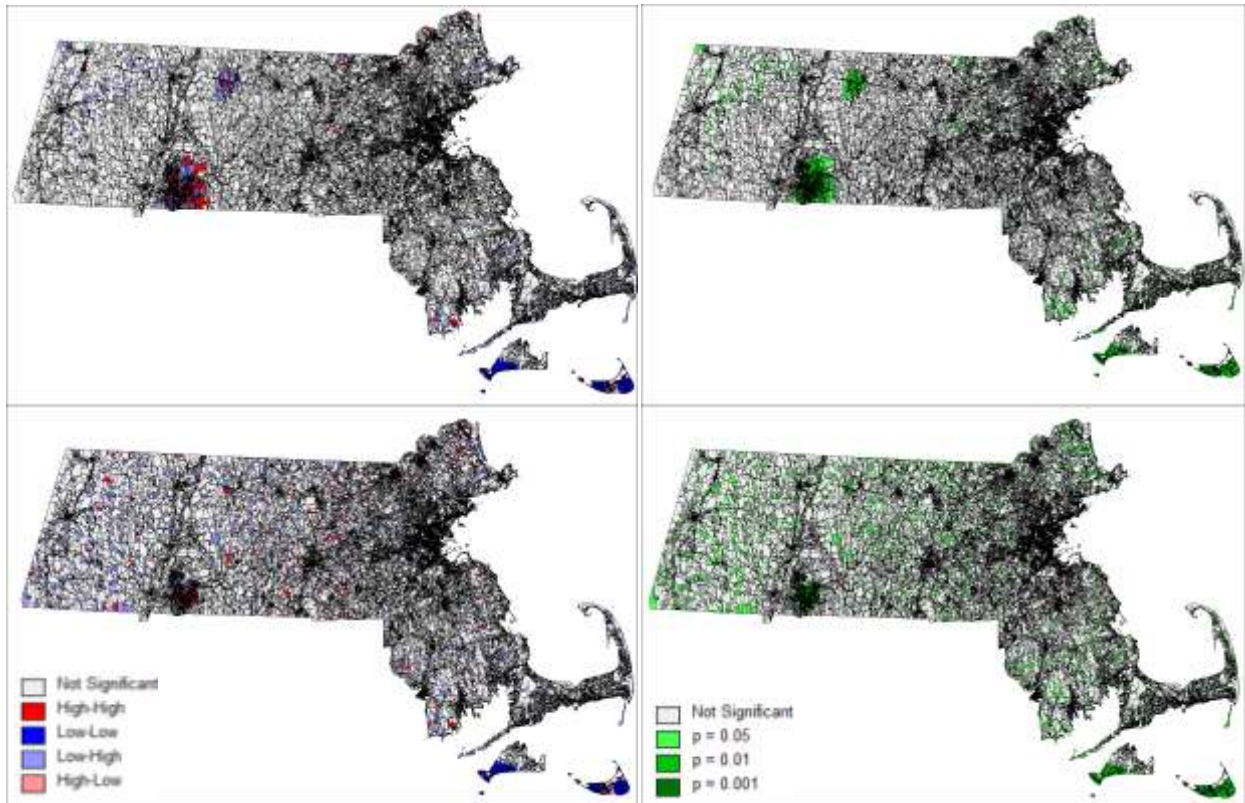 Not Significant
High-High
Low-Low
Low-High
High-Low
Not Significant
p = 0.05
p = 0.01
p = 0.001